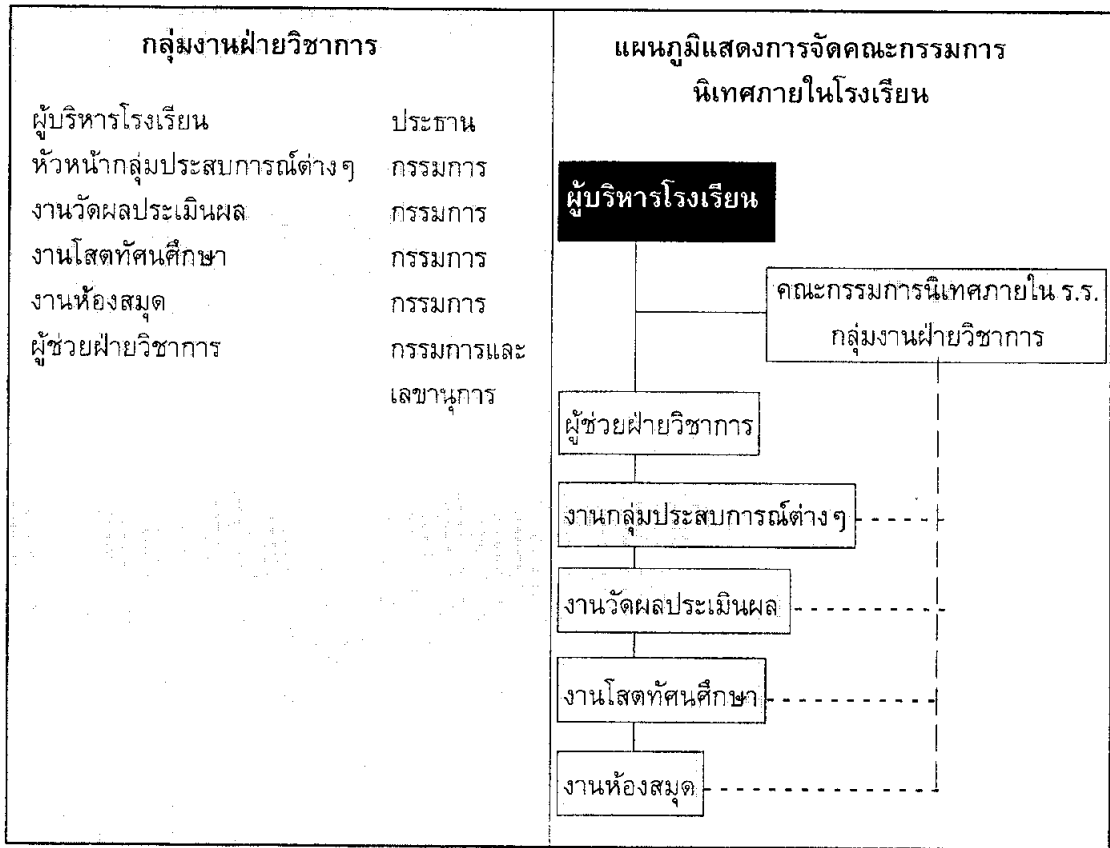 กลุ่มงานฝ่ายวิชาการ
ผู้บริหารโรงเรียน ประธาน
หัวหน้ากลุ่มประสบการณ์ต่างๆ กรรมการ
งานวัดผลประเมินผล กรรมการ
งานโสตทัศนศึกษา กรรมการ
งานห้องสมุด กรรมการ
ผู้ช่วยฝ่ายวิชาการ กรรมการและ
เลขานุการ
แผนภูมิแสดงการจัดคณะกรรมการ
นิเทศภายในโรงเรียน
ผู้บริหารโรงเรียน
คณะกรรมการนิเทศภายใน ร.ร.
กลุ่มงานฝ่ายวิชาการ
ผู้ช่วยฝ่ายวิชาการ
งานกลุ่มประสบการณ์ต่างๆ
งานวัดผลประเมินผล
งานโสตทัศนศึกษา
งานห้องสมุด